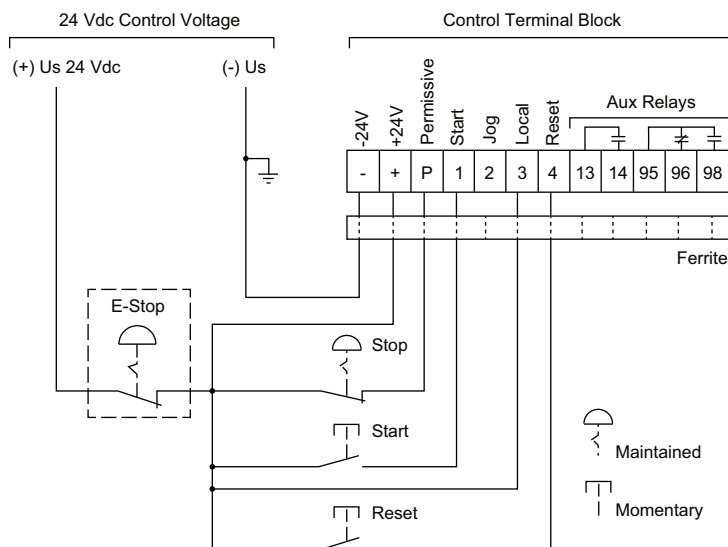 24 Vdc Control Voltage
Control Terminal Block
(+) Us 24 Vdc
(-) Us
-24V
+24V
Permissive
Start
Jog
Local
Reset
Aux Relays
- + P 1 2 3 4 13 14 95 96 98
Ferrite
E-Stop
Stop
Start
Maintained
Reset
Momentary